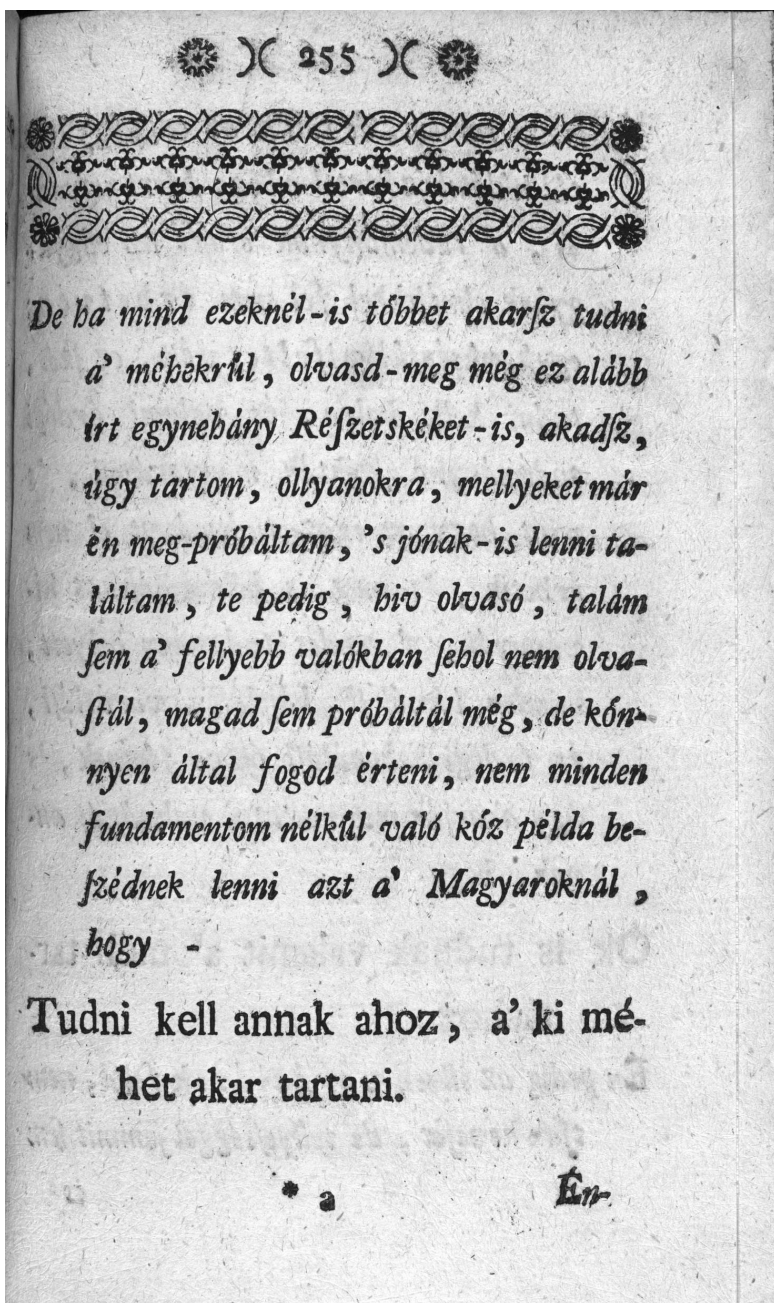 )( 255 )(
De ha mind ezeknél-is tőbbet akarſz tudni
a' méhekrűl, olvasd-meg még ez alább
írt egynehány Réſzetskéket-is, akadſz,
úgy tartom, ollyanokra, mellyeket már
én meg-próbáltam, 's jónak-is lenni ta-
láltam, te pedig, hiv olvasó, talám
ſem a' fellyebb valókban ſehol nem olva-
ſtál, magad ſem próbáltál még, de kőn-
nyen által fogod érteni, nem minden
fundamentom nélkűl való kőz példa be-
ſzédnek lenni azt a' Magyaroknál,
hogy -
Tudni kell annak ahoz, a' ki mé-
het akar tartani.
* a Én-